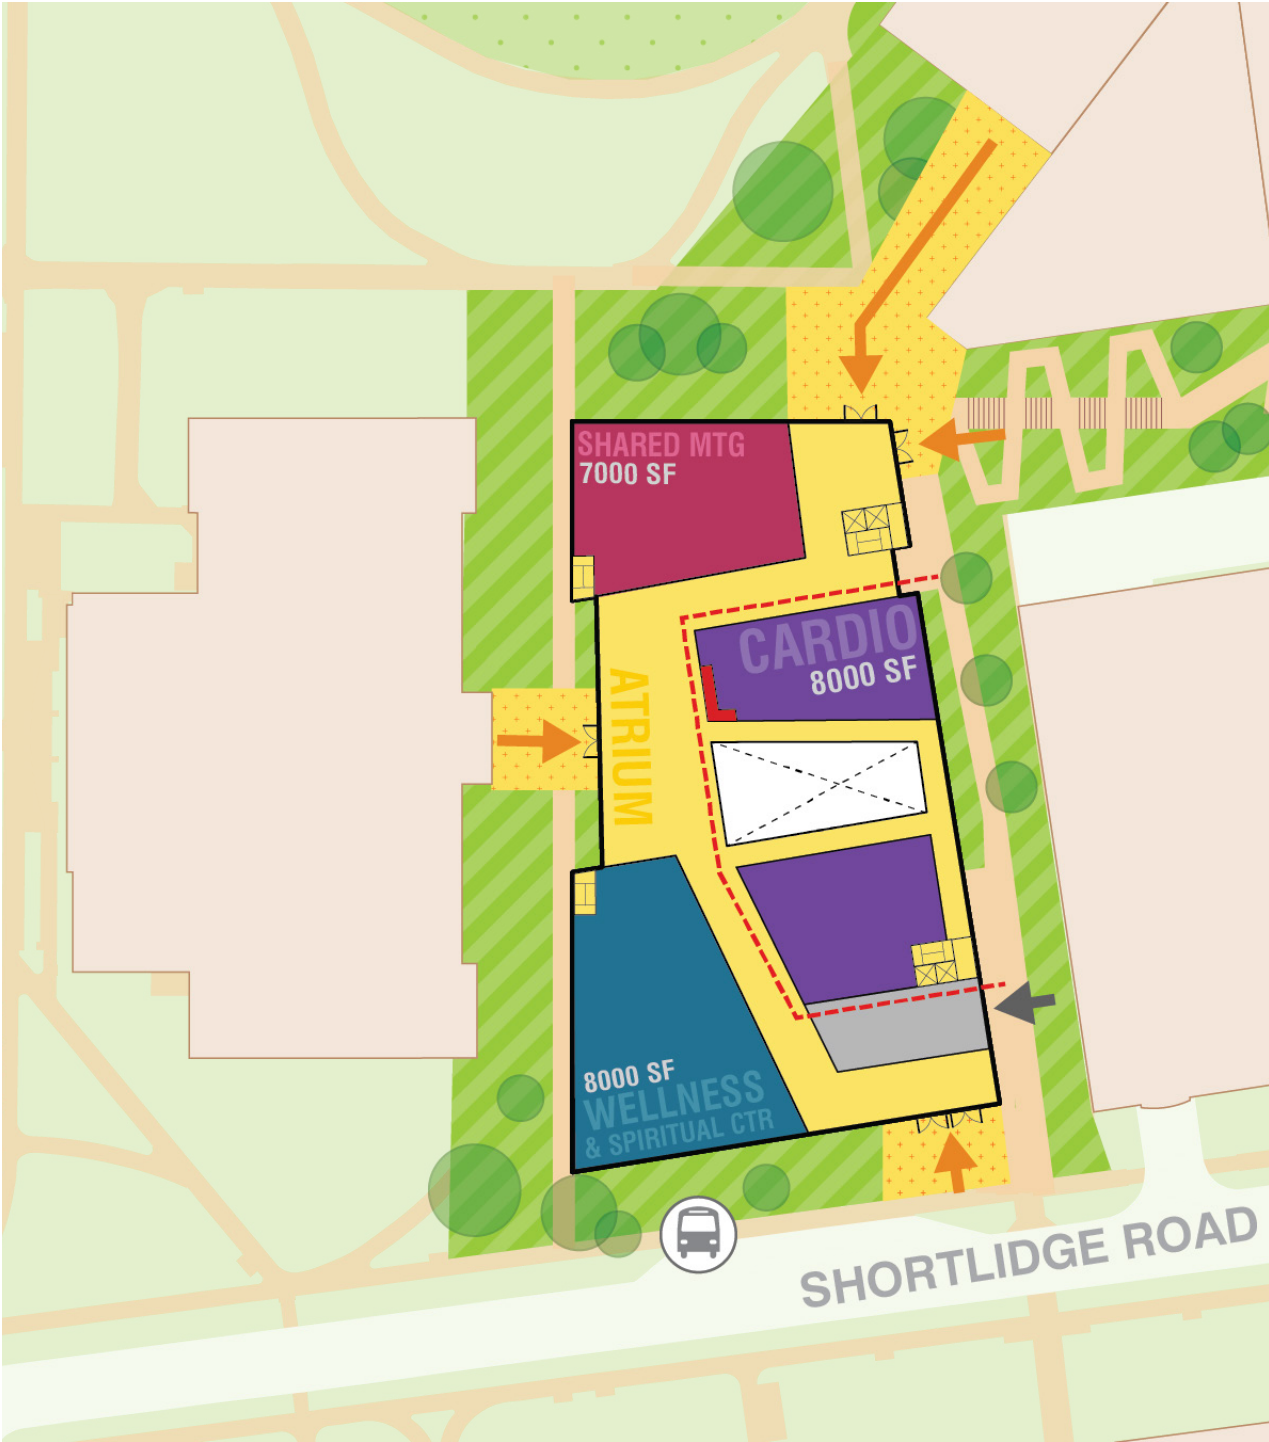 SHARED MTG
7000 SF
CARDIO
8000 SF
ATRIUM
8000 SF
WELLNESS
& SPIRITUAL CTR
SHORTLIDGE ROAD